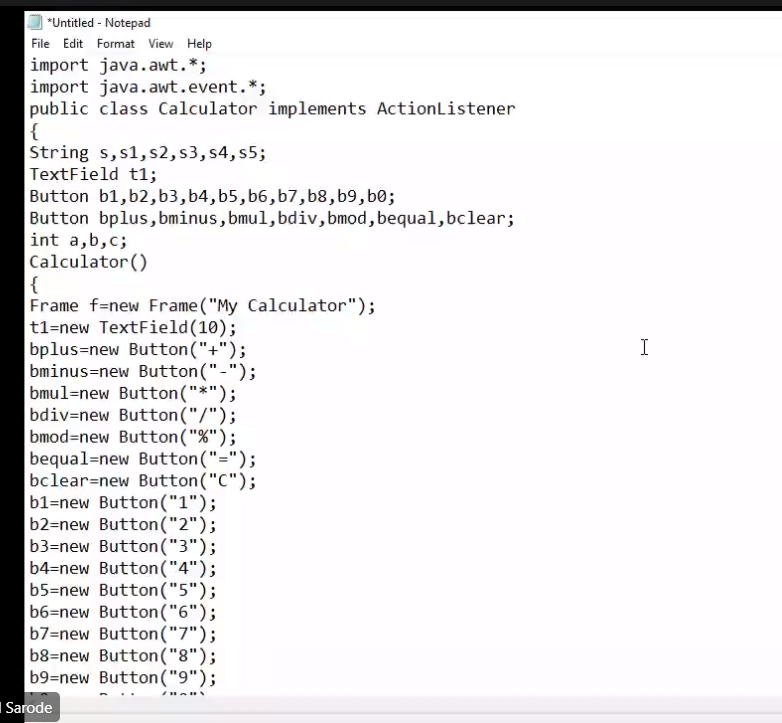 *Untitled - Notepad
File Edit Format View Help
import java.awt.*;
import java.awt.event.*;
public class Calculator implements ActionListener
{
String s,s1,s2,s3,s4,s5;
TextField t1;
Button b1,b2,b3,b4,b5,b6,b7,b8,b9,b0;
Button bplus,bminus,bmul,bdiv,bmod,bequal,bclear;
int a,b,c;
Calculator()
{
Frame f=new Frame("My Calculator");
t1=new TextField(10);
bplus=new Button("+");
bminus=new Button("-");
bmul=new Button("*");
bdiv=new Button("/");
bmod=new Button("%");
bequal=new Button("=");
bclear=new Button("C");
b1=new Button("1");
b2=new Button("2");
b3=new Button("3");
b4=new Button("4");
b5=new Button("5");
b6=new Button("6");
b7=new Button("7");
b8=new Button("8");
b9=new Button("9");
Sarode